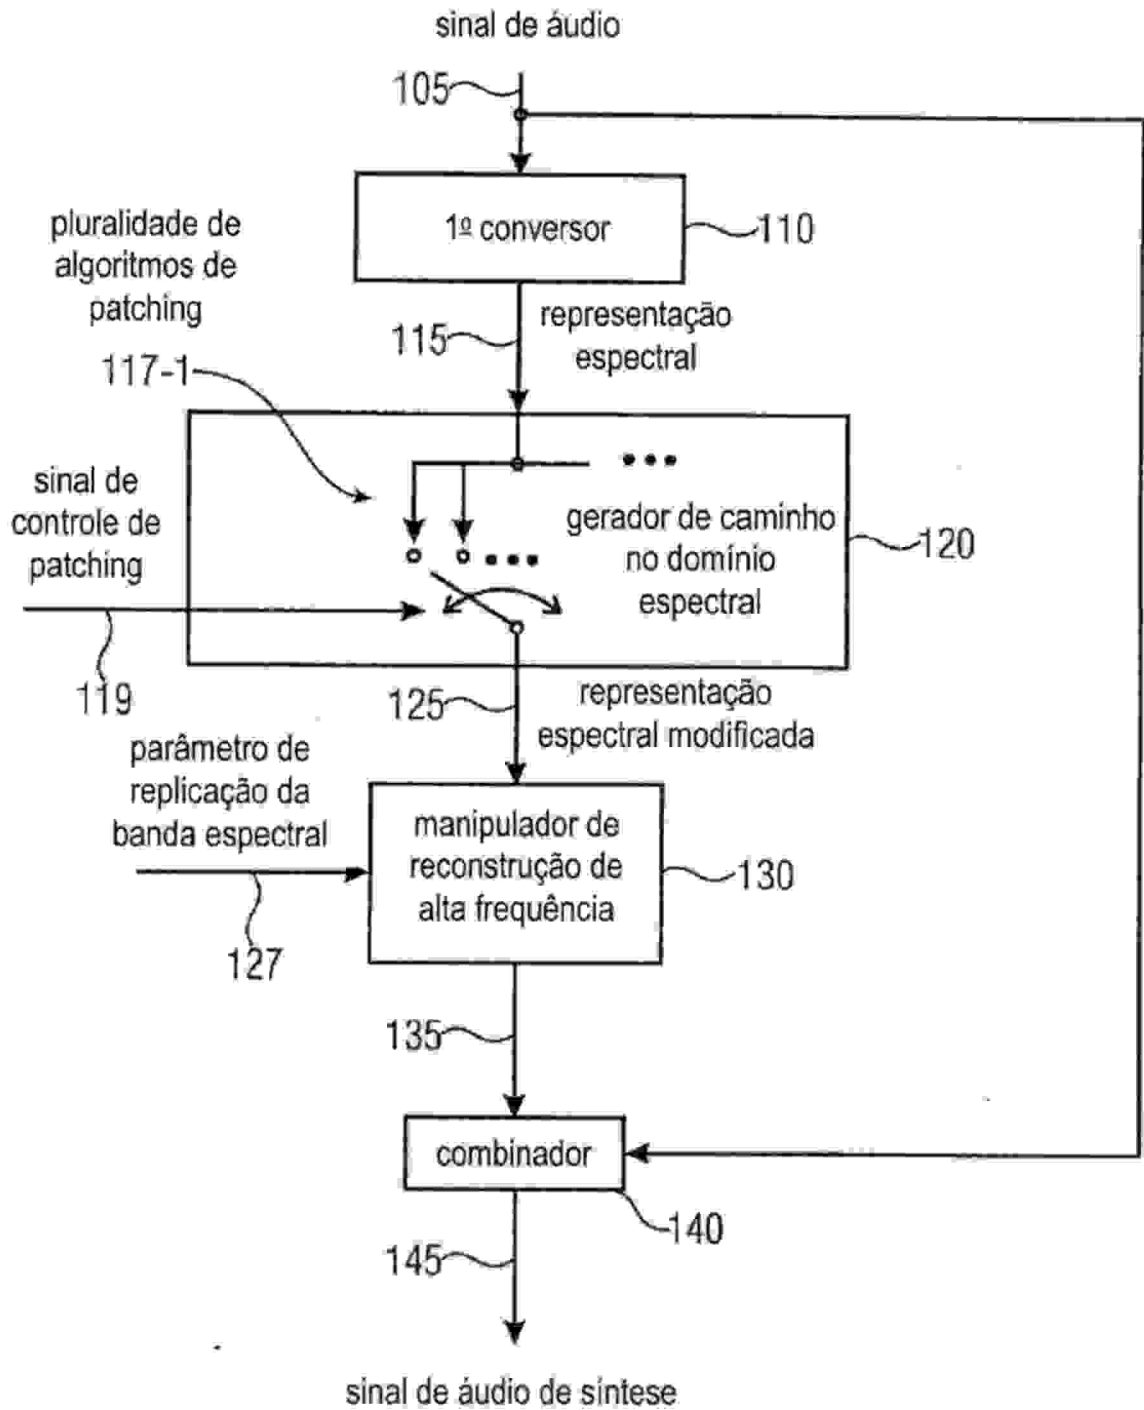 sinal de áudio
105
1º conversor
110
pluralidade de
algoritmos de
patching
117-1
115
representação
espectral
sinal de
controle de
patching
119
gerador de caminho
no domínio
espectral
120
125
representação
espectral modificada
parâmetro de
replicação da
banda espectral
127
manipulador de
reconstrução de
alta frequência
130
135
combinador
140
145
sinal de áudio de síntese